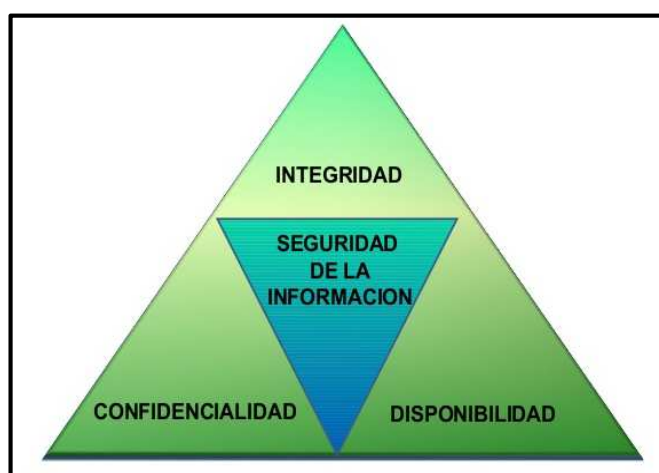 INTEGRIDAD
SEGURIDAD
DE LA
INFORMACION
CONFIDENCIALIDAD
DISPONIBILIDAD